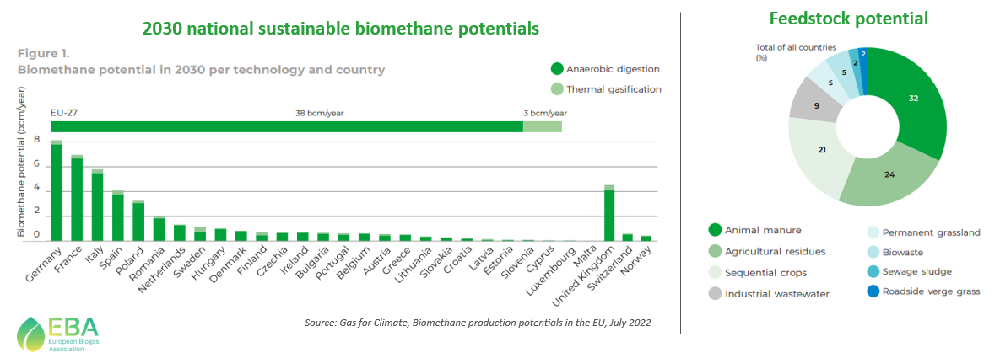 2030 national sustainable biomethane potentials
Figure 1.
Biomethane potential in 2030 per technology and country
Anaerobic digestion
Thermal gasification
Biomethane potential (bcm/year)
EU-27
38 bcm/year
3 bcm/year
8
6
4
2
0
Germany
France
Italy
Spain
Poland
Romania
Netherlands
Sweden
Hungary
Denmark
Finland
Czechia
Ireland
Bulgaria
Portugal
Belgium
Austria
Greece
Lithuania
Slovakia
Croatia
Latvia
Estonia
Slovenia
Cyprus
Luxembourg
Malta
United Kingdom
Switzerland
Norway
Source: Gas for Climate, Biomethane production potentials in the EU, July 2022
EBA
European Biogas
Association
Feedstock potential
Total of all countries
(%)
32
24
21
9
5
5
2
2
Animal manure
Agricultural residues
Sequential crops
Industrial wastewater
Permanent grassland
Biowaste
Sewage sludge
Roadside verge grass